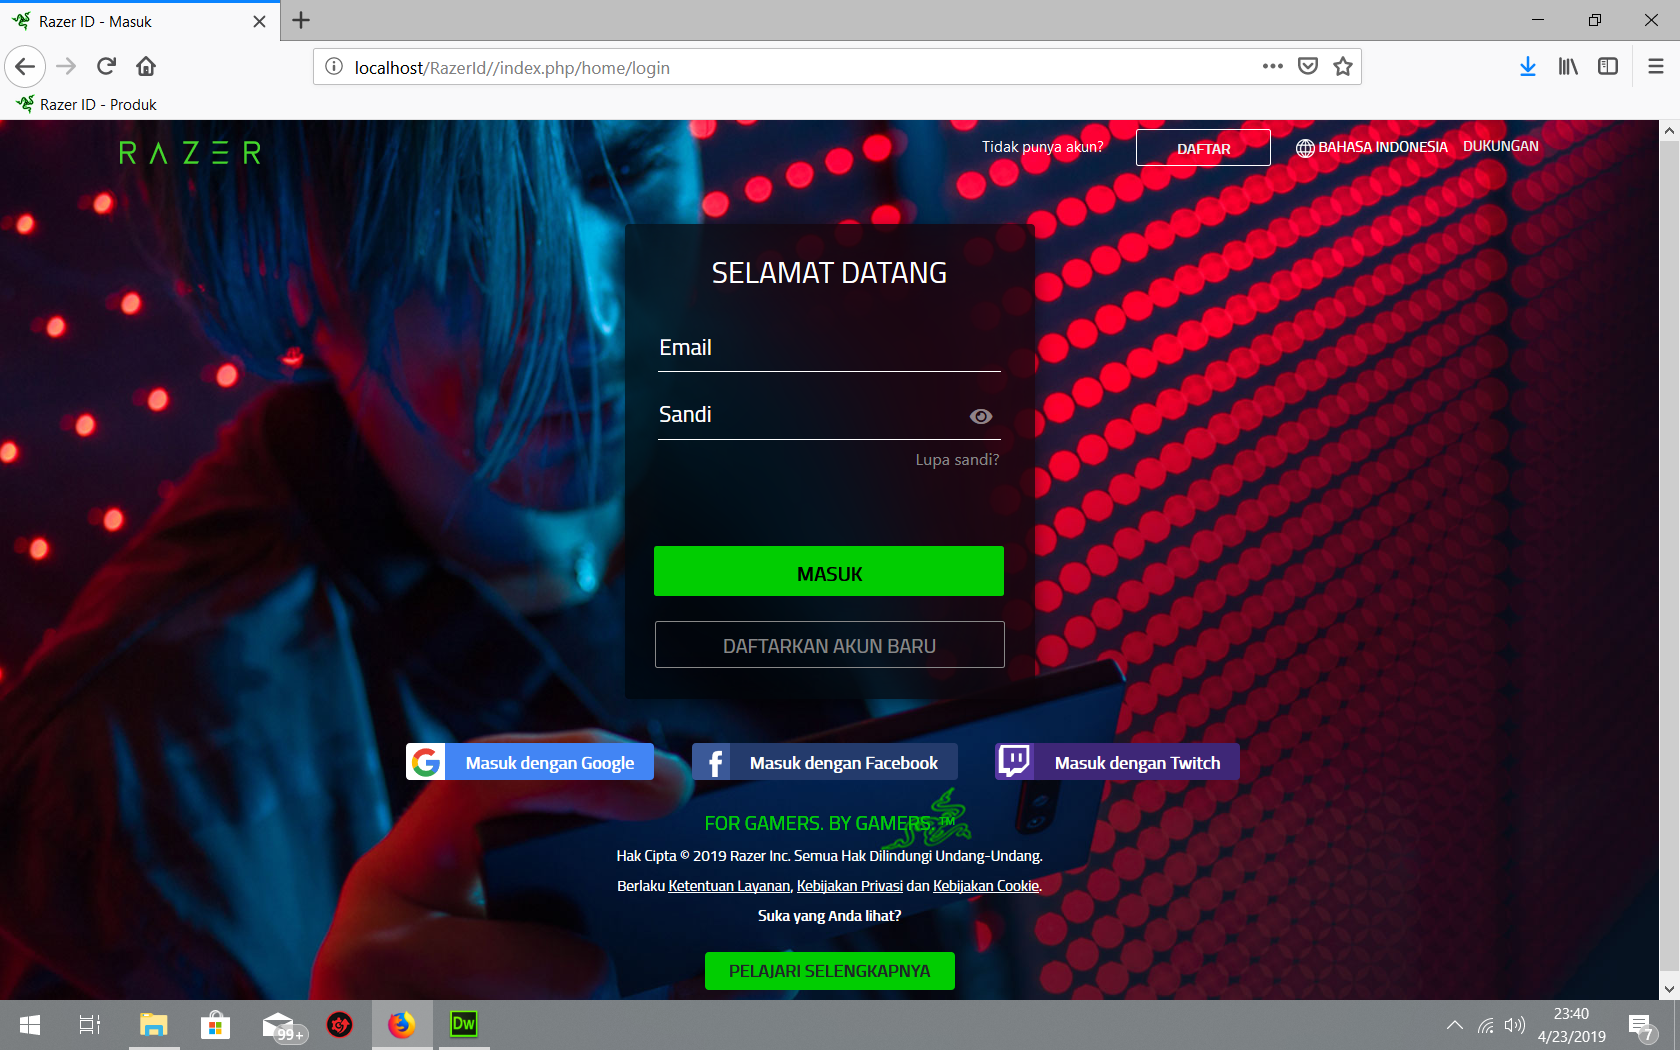 Razer ID - Masuk
localhost/RazerId//index.php/home/login
Razer ID - Produk
RAZER
Tidak punya akun?
DAFTAR
BAHASA INDONESIA
DUKUNGAN
SELAMAT DATANG
Email
Sandi
Lupa sandi?
MASUK
DAFTARKAN AKUN BARU
Masuk dengan Google
Masuk dengan Facebook
Masuk dengan Twitch
FOR GAMERS. BY GAMERS.™
Hak Cipta © 2019 Razer Inc. Semua Hak Dilindungi Undang-Undang.
Berlaku Ketentuan Layanan, Kebijakan Privasi dan Kebijakan Cookie.
Suka yang Anda lihat?
PELAJARI SELENGKAPNYA
99+
Dw
23:40
4/23/2019
7